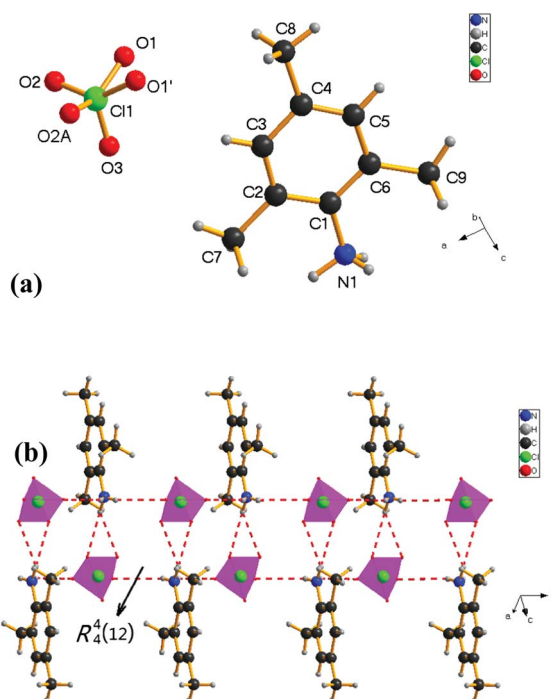 C8
N
H
C
Cl
O
O1
O2
O1'
Cl1
O2A
O3
C4
C3
C5
C2
C6
C9
C1
C7
N1
b
a
c
(a)
(b)
N
H
C
Cl
O
R⁴₄(12)
a
c